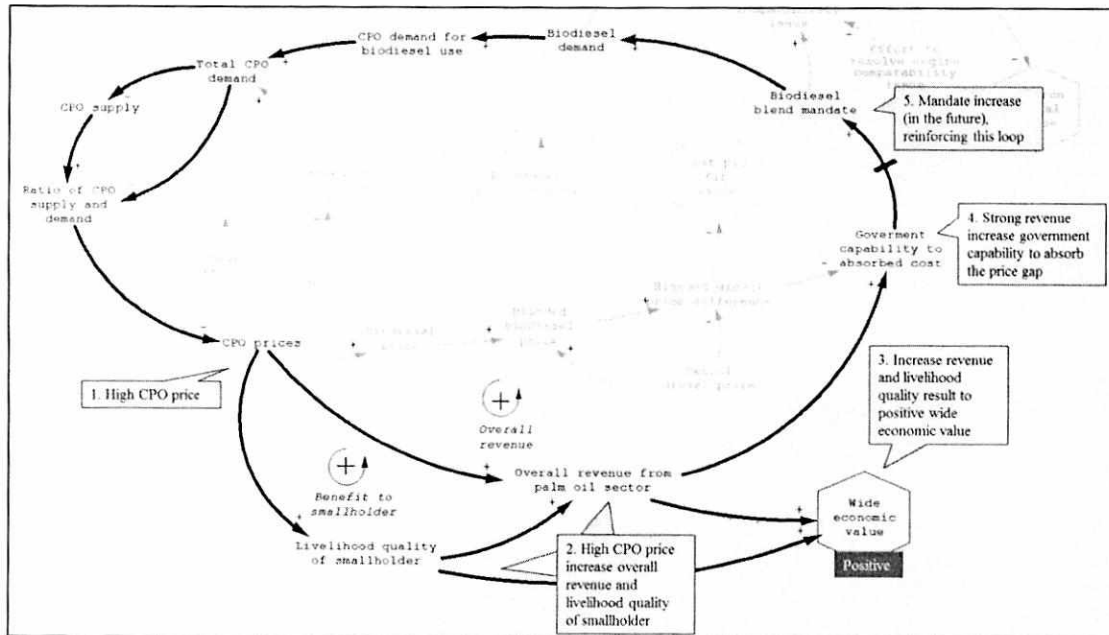 CPO demand for
biodiesel use
Biodiesel
demand
Total CPO
demand
CPO supply
Ratio of CPO
supply and
demand
Effort to
resolve engine
comparability
Biodiesel
blend mandate
5. Mandate increase
(in the future),
reinforcing this loop
Goverment
capability to
absorbed cost
4. Strong revenue
increase government
capability to absorb
the price gap
CPO prices
1. High CPO price
Overall
revenue
Benefit to
smallholder
3. Increase revenue
and livelihood
quality result to
positive wide
economic value
Overall revenue from
palm oil sector
Wide
economic
value
Positive
Livelihood quality
of smallholder
2. High CPO price
increase overall
revenue and
livelihood quality
of smallholder